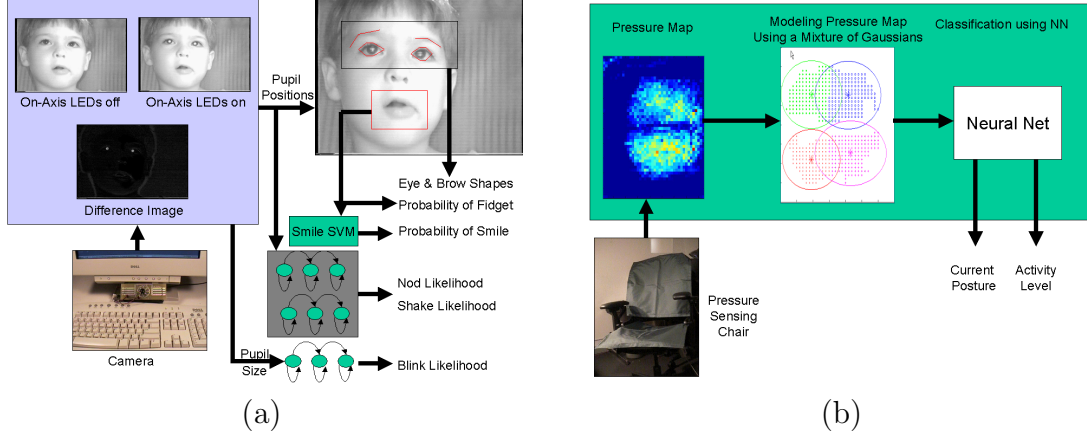 On-Axis LEDs off
On-Axis LEDs on
Difference Image
Camera
Pupil
Positions
Eye & Brow Shapes
Probability of Fidget
Smile SVM
Probability of Smile
Nod Likelihood
Shake Likelihood
Pupil
Size
Blink Likelihood
(a)
Pressure Map
Modeling Pressure Map
Using a Mixture of Gaussians
Classification using NN
Neural Net
Pressure
Sensing
Chair
Current
Posture
Activity
Level
(b)